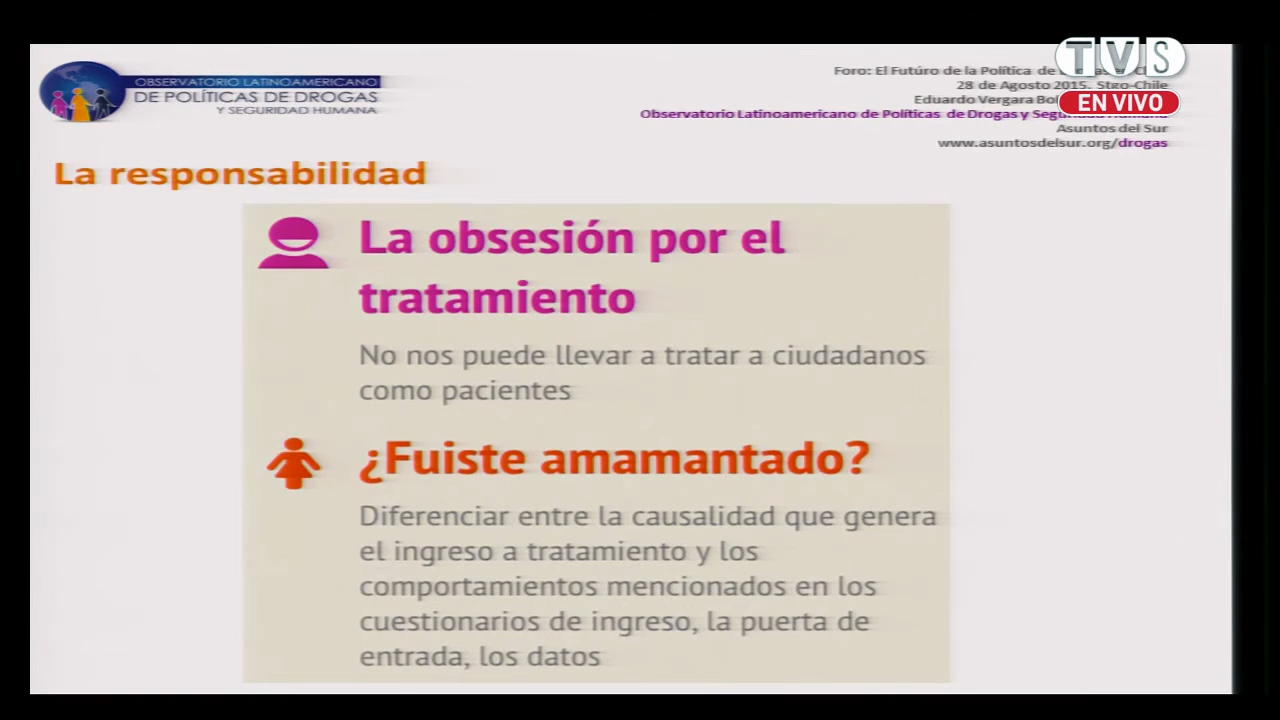 OBSERVATORIO LATINOAMERICANO
DE POLÍTICAS DE DROGAS
Y SEGURIDAD HUMANA
TVS
EN VIVO
Foro: El Futúro de la Política de
28 de Agosto 2015. Stgo-Chile
Eduardo Vergara
Observatorio Latinoamericano de Políticas de Drogas y
Asuntos del Sur
www.asuntosdelsur.org/drogas
La responsabilidad
La obsesión por el
tratamiento
No nos puede llevar a tratar a ciudadanos
como pacientes
¿Fuiste amamantado?
Diferenciar entre la causalidad que genera
el ingreso a tratamiento y los
comportamientos mencionados en los
cuestionarios de ingreso, la puerta de
entrada, los datos